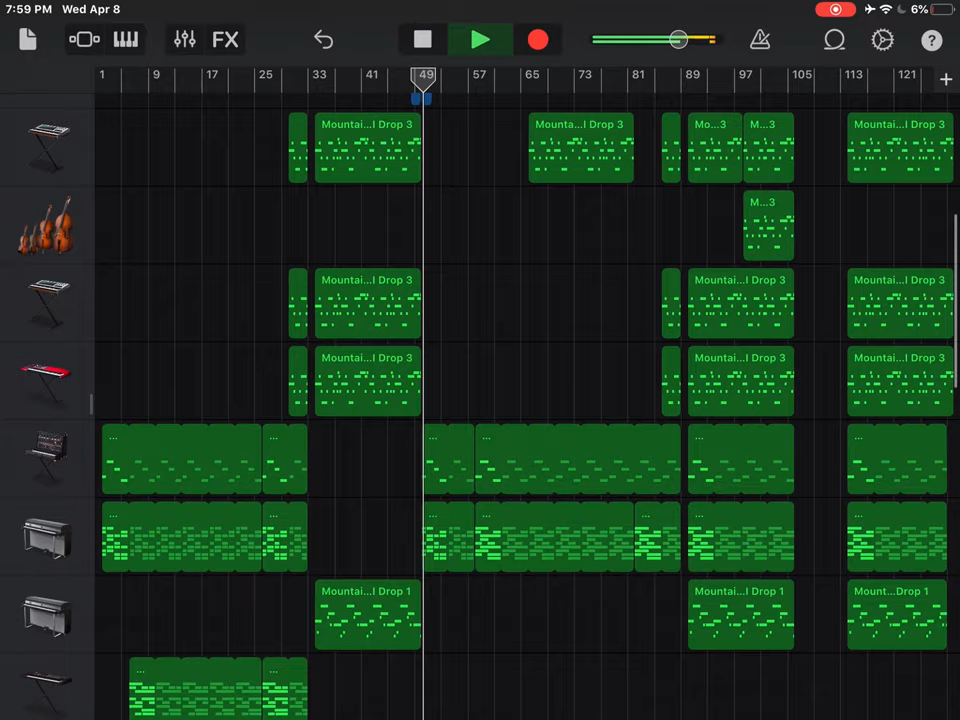 7:59 PM Wed Apr 8 6%
FX ?
1 9 17 25 33 41 49 57 65 73 81 89 97 105 113 121 +
Mountai...l Drop 3 Mounta...l Drop 3 Mo...3 M...3 Mountai...l Drop 3
M...3
Mountai...l Drop 3 Mountai...l Drop 3 Mountai...l Drop 3
Mountai...l Drop 3 Mountai...l Drop 3 Mountai...l Drop 3
... ... ... ... ... ...
... ... ... ... ... ... ...
Mountai...l Drop 1 Mountai...l Drop 1 Mount...Drop 1
... ...